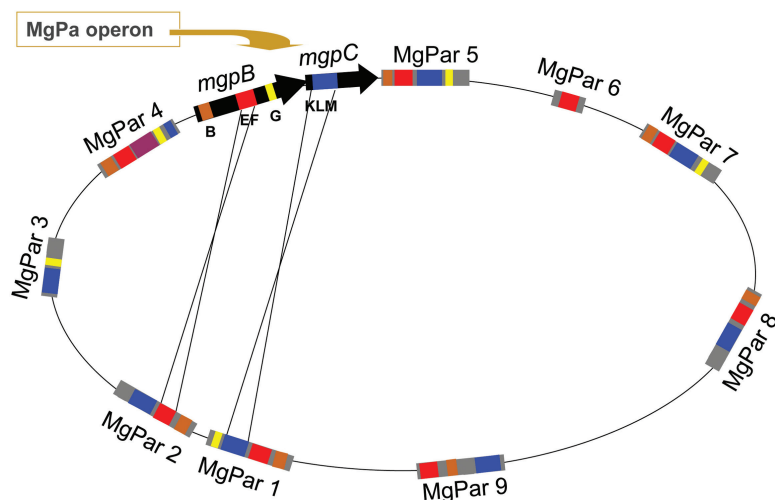 MgPa operon
mgpB
mgpC
MgPar 5
MgPar 6
MgPar 7
MgPar 4
B
EF
G
KLM
MgPar 3
MgPar 8
MgPar 2
MgPar 1
MgPar 9